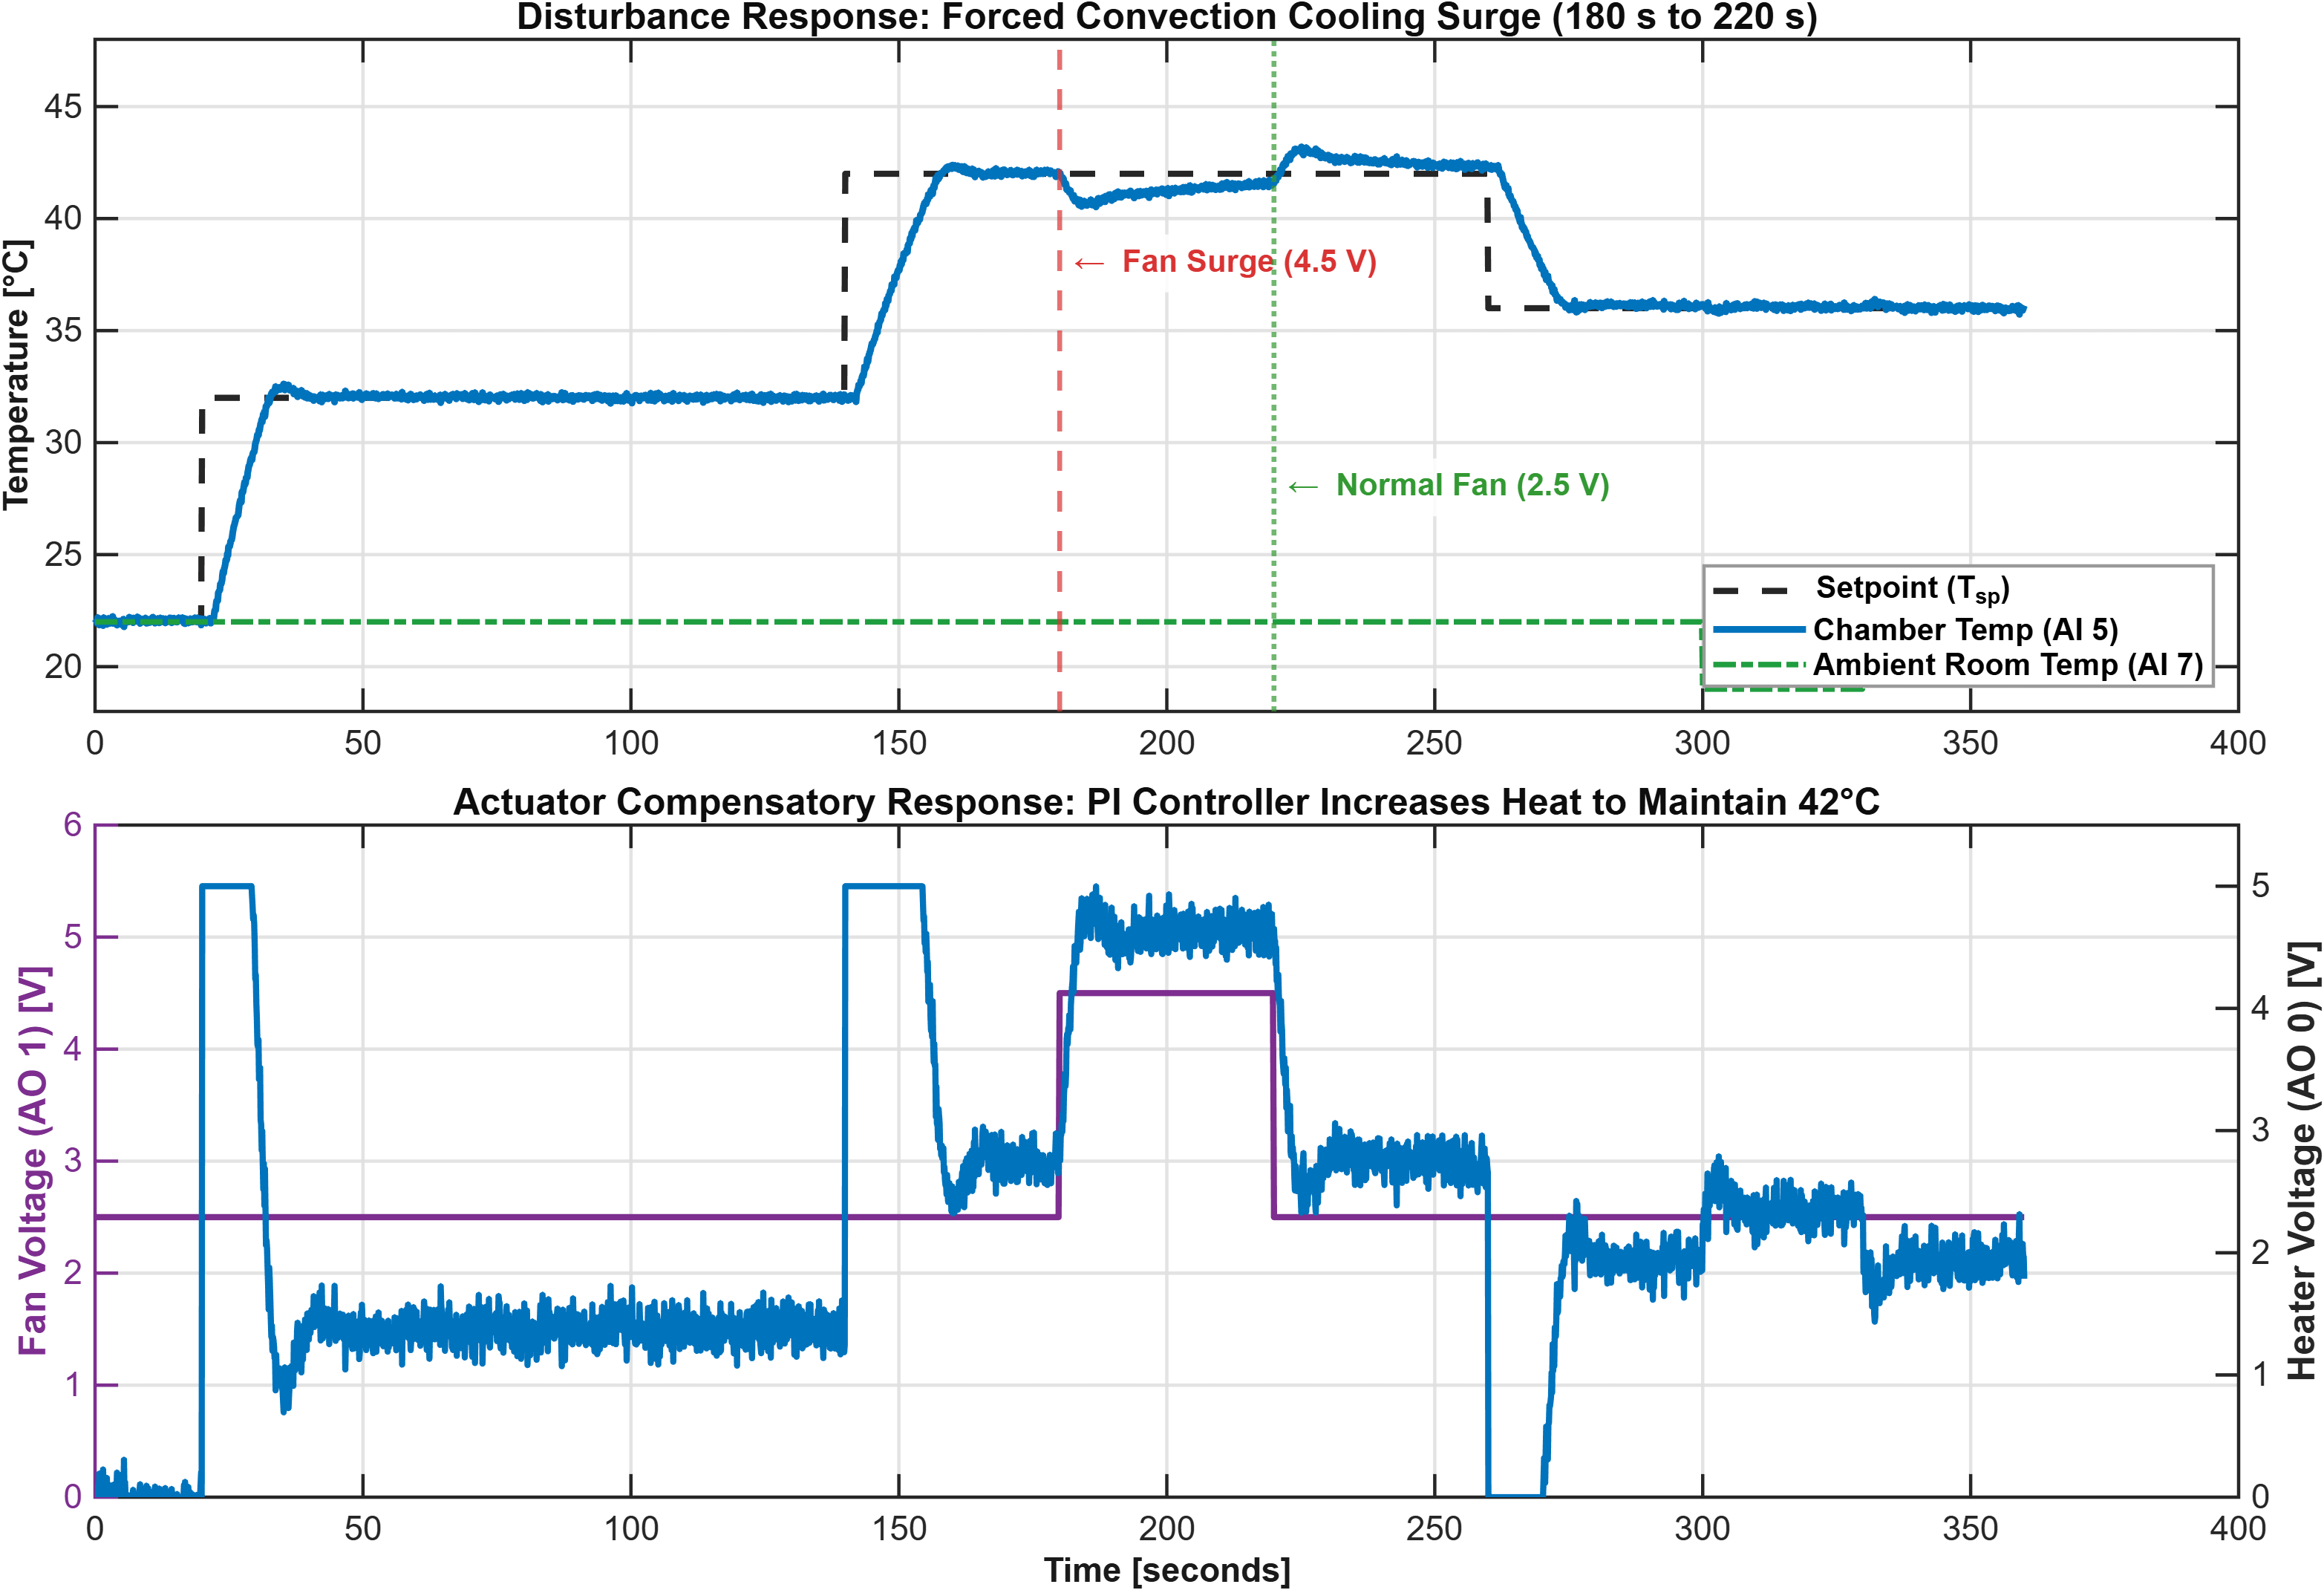 Disturbance Response: Forced Convection Cooling Surge (180 s to 220 s)
Temperature [°C]
45
40
35
30
25
20
← Fan Surge (4.5 V)
← Normal Fan (2.5 V)
Setpoint (Tsp)
Chamber Temp (AI 5)
Ambient Room Temp (AI 7)
0 50 100 150 200 250 300 350 400
Actuator Compensatory Response: PI Controller Increases Heat to Maintain 42°C
Fan Voltage (AO 1) [V]
6
5
4
3
2
1
0
5
4
3
2
1
0
Heater Voltage (AO 0) [V]
0 50 100 150 200 250 300 350 400
Time [seconds]